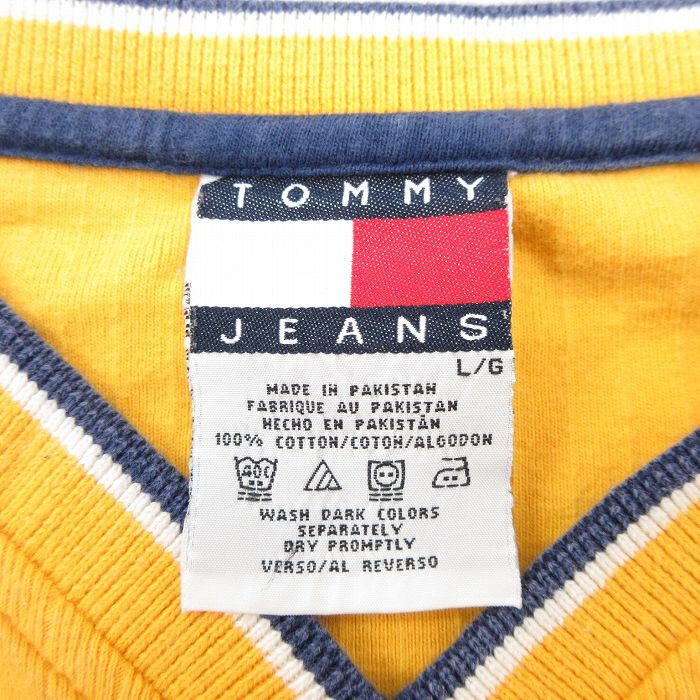 TOMMY
JEANS
L/G
MADE IN PAKISTAN
FABRIQUE AU PAKISTAN
HECHO EN PAKISTÁN
100% COTTON/COTON/ALGODON
40C
WASH DARK COLORS
SEPARATELY
DRY PROMPTLY
VERSO/AL REVERSO